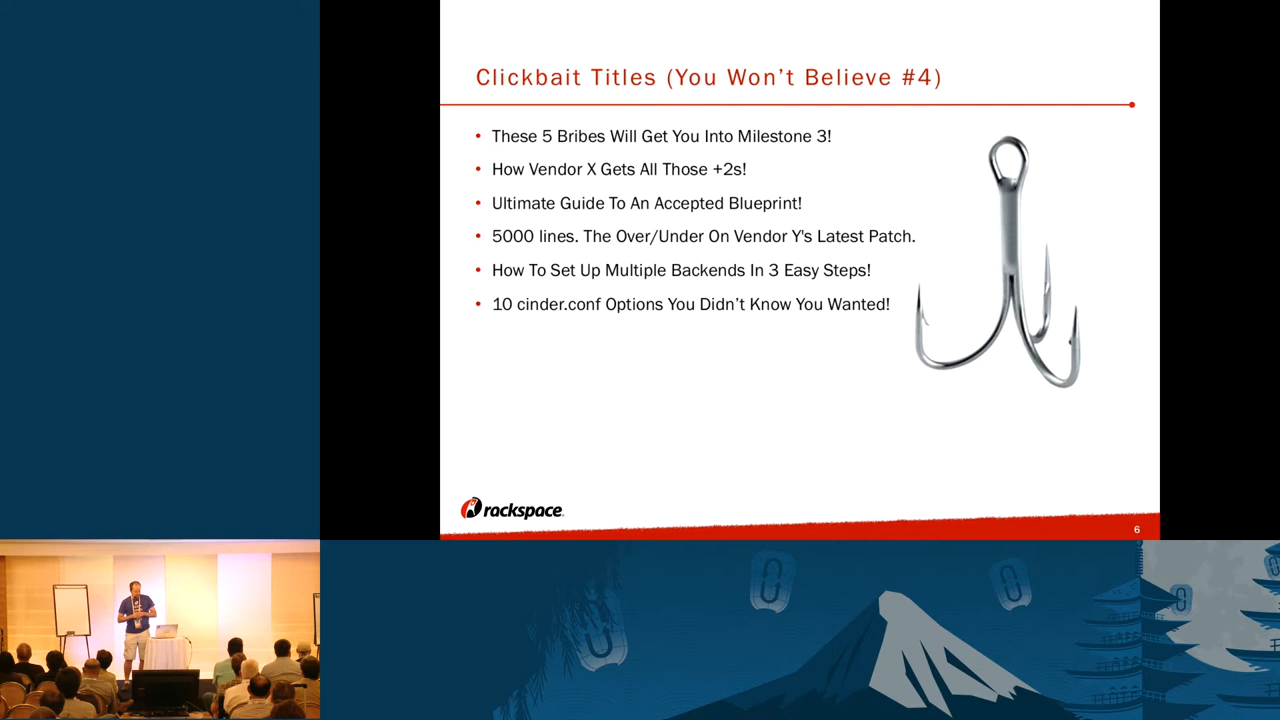 Clickbait Titles (You Won't Believe #4)
• These 5 Bribes Will Get You Into Milestone 3!
• How Vendor X Gets All Those +2s!
• Ultimate Guide To An Accepted Blueprint!
• 5000 lines. The Over/Under On Vendor Y's Latest Patch.
• How To Set Up Multiple Backends In 3 Easy Steps!
• 10 cinder.conf Options You Didn't Know You Wanted!
rackspace
6